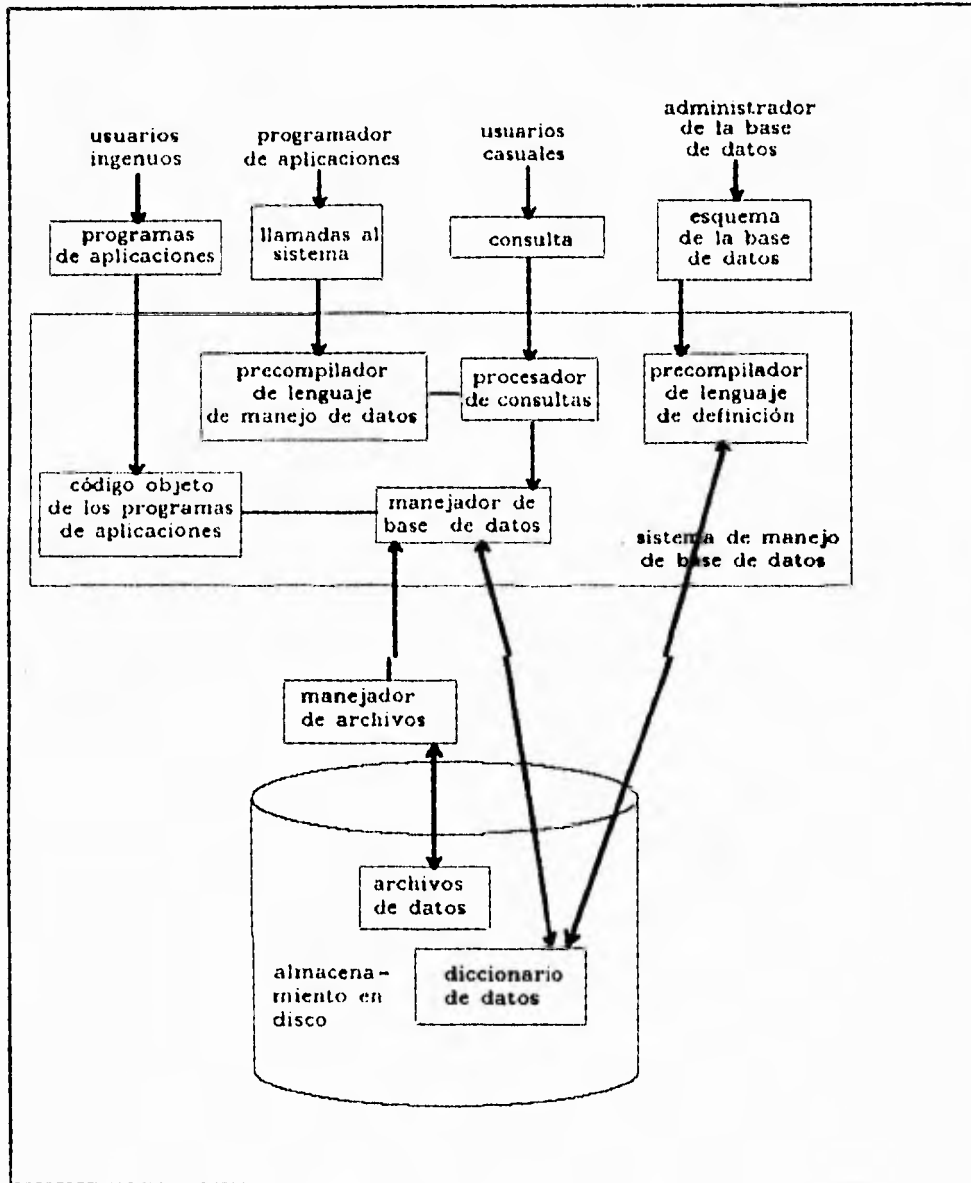 usuarios
ingenuos
programador
de aplicaciones
usuarios
casuales
administrador
de la base
de datos
programas
de aplicaciones
llamadas al
sistema
consulta
esquema
de la base
de datos
precompilador
de lenguaje
de manejo de datos
procesador
de consultas
precompilador
de lenguaje
de definición
código objeto
de los programas
de aplicaciones
manejador de
base de datos
sistema de manejo
de base de datos
manejador
de archivos
archivos
de datos
almacena-
miento en
disco
diccionario
de datos